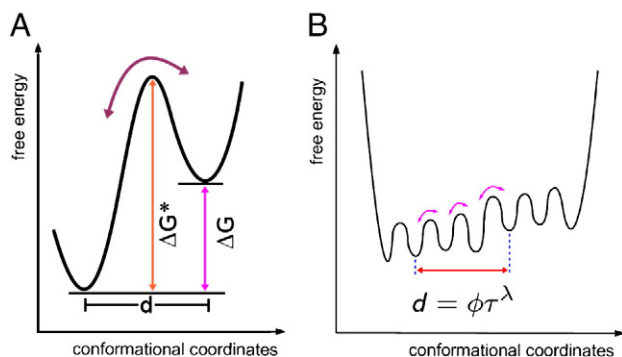 A
free energy
ΔG*
ΔG
d
conformational coordinates
B
free energy
d = ϕτ^λ
conformational coordinates